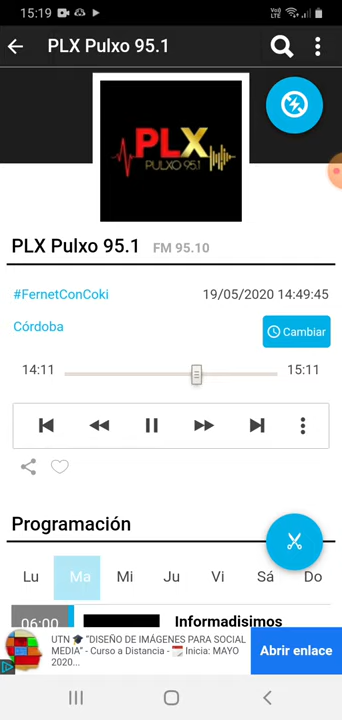 15:19
Vo)) LTE
PLX Pulxo 95.1
PLX
PULXO 95.1
PLX Pulxo 95.1 FM 95.10
#FernetConCoki 19/05/2020 14:49:45
Córdoba
Cambiar
14:11 15:11
Programación
Lu Ma Mi Ju Vi Sá Do
06:00 Informadisimos
UTN 🎓 "DISEÑO DE IMÁGENES PARA SOCIAL
MEDIA" - Curso a Distancia - 📅 Inicia: MAYO
2020...
Abrir enlace